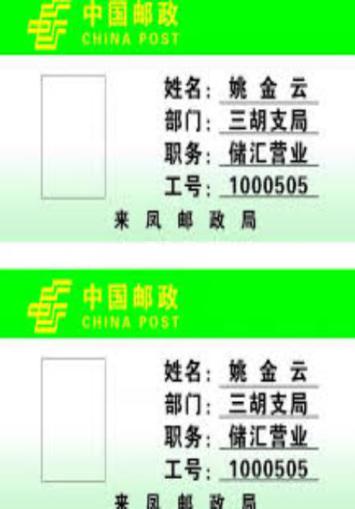 中国邮政
CHINA POST
姓名：姚金云
部门：三胡支局
职务：储汇营业
工号：1000505
来凤邮政局
中国邮政
CHINA POST
姓名：姚金云
部门：三胡支局
职务：储汇营业
工号：1000505
来凤邮政局